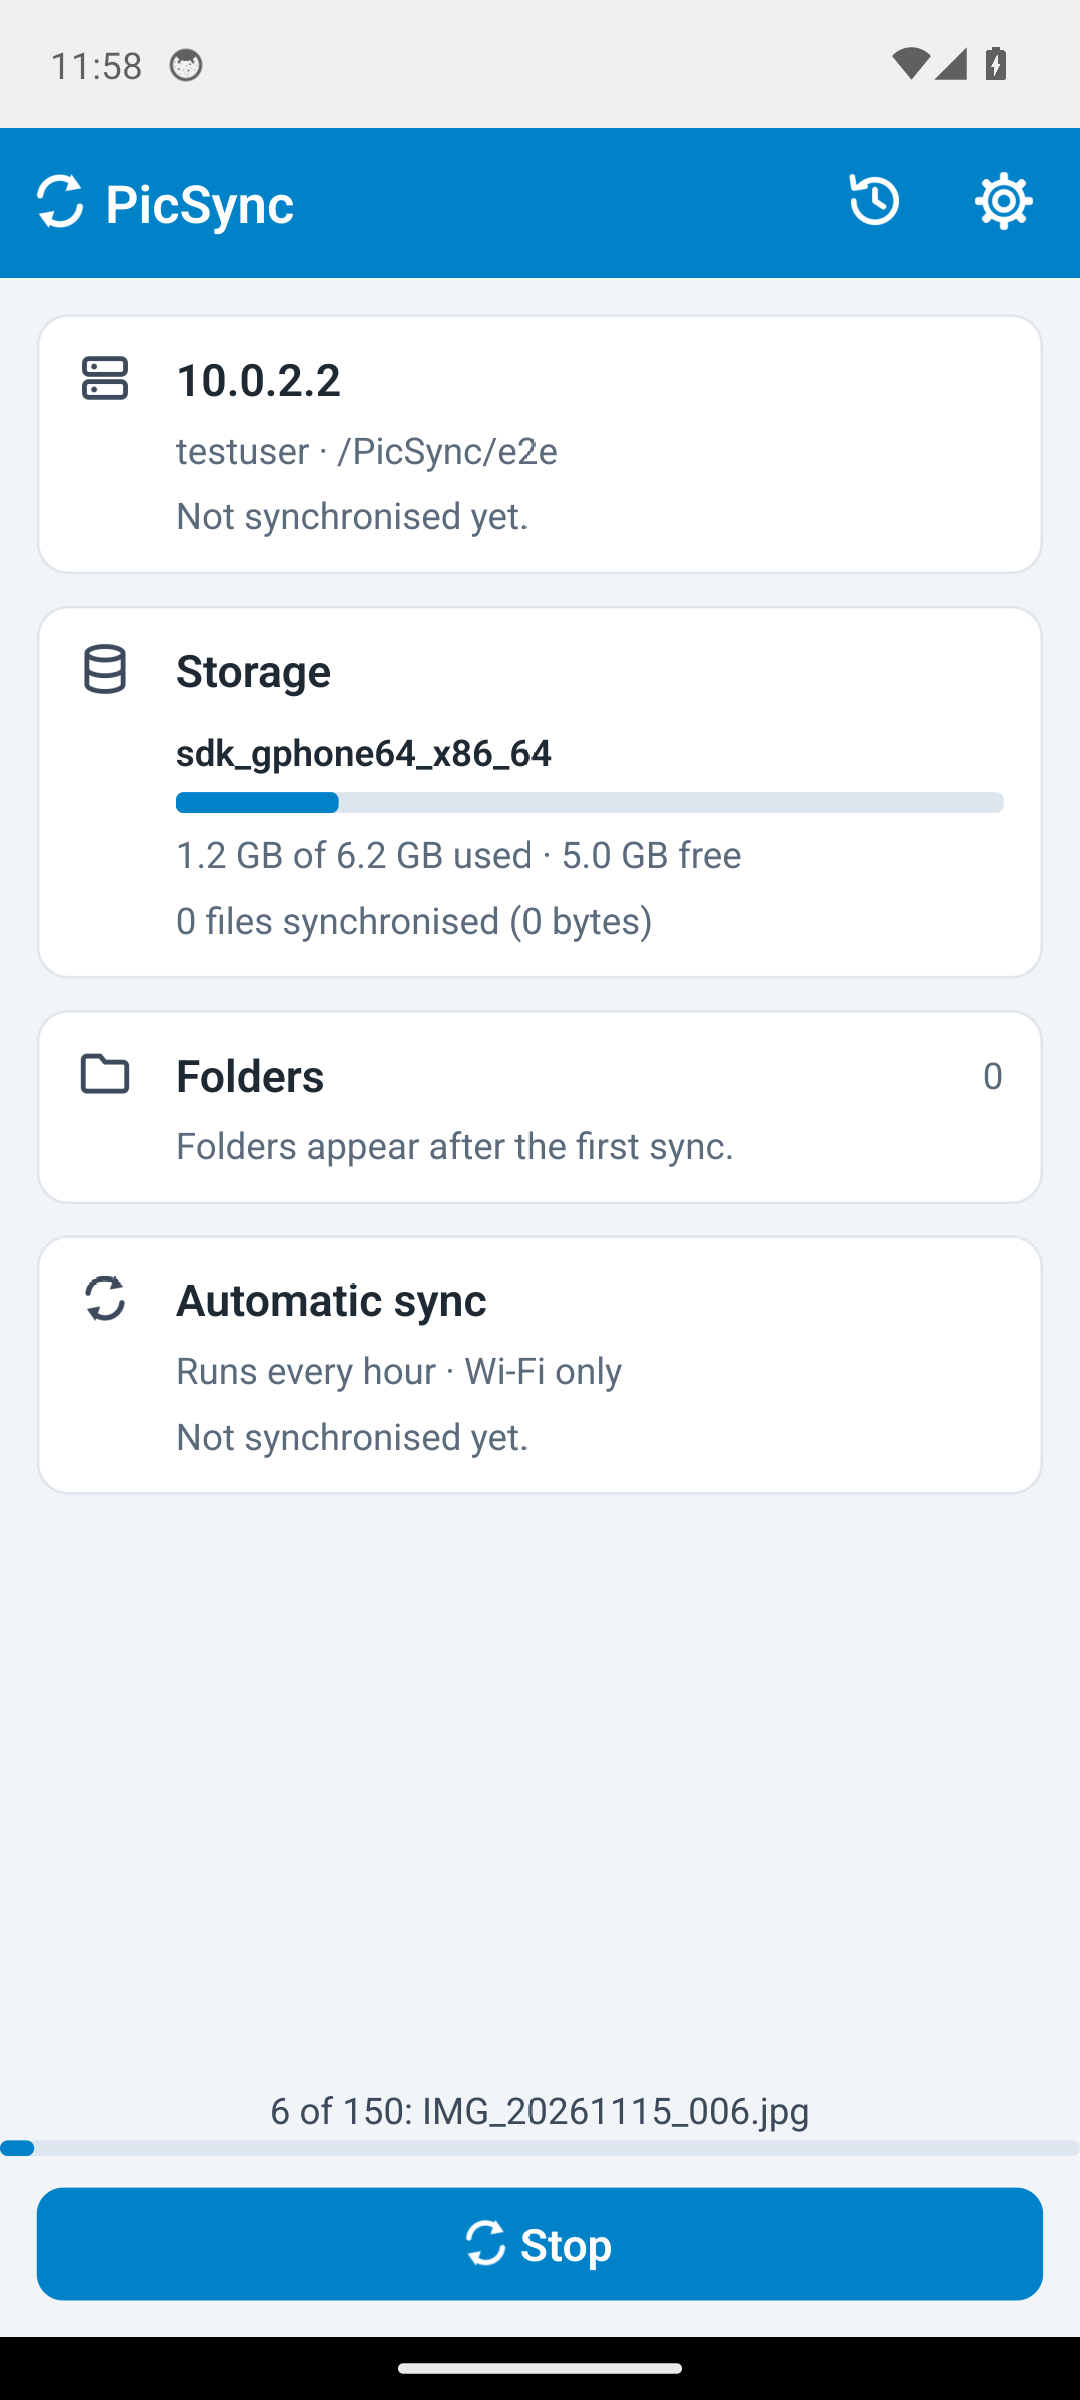 11:58
PicSync
10.0.2.2
testuser · /PicSync/e2e
Not synchronised yet.
Storage
sdk_gphone64_x86_64
1.2 GB of 6.2 GB used · 5.0 GB free
0 files synchronised (0 bytes)
Folders 0
Folders appear after the first sync.
Automatic sync
Runs every hour · Wi-Fi only
Not synchronised yet.
6 of 150: IMG_20261115_006.jpg
Stop